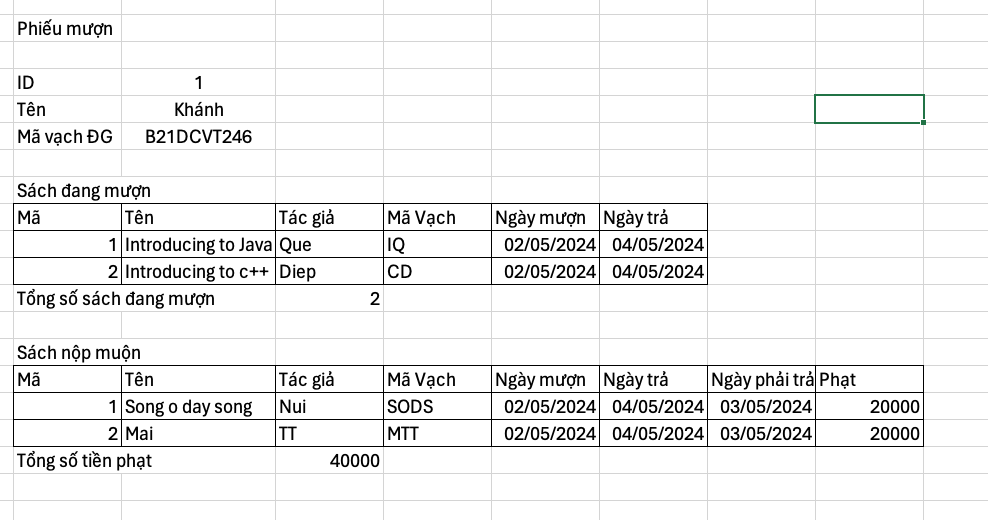 Phiếu mượn
ID 1
Tên Khánh
Mã vạch ĐG B21DCVT246
Sách đang mượn
Mã Tên Tác giả Mã Vạch Ngày mượn Ngày trả
1 Introducing to Java Que IQ 02/05/2024 04/05/2024
2 Introducing to c++ Diep CD 02/05/2024 04/05/2024
Tổng số sách đang mượn 2
Sách nộp muộn
Mã Tên Tác giả Mã Vạch Ngày mượn Ngày trả Ngày phải trả Phạt
1 Song o day song Nui SODS 02/05/2024 04/05/2024 03/05/2024 20000
2 Mai TT MTT 02/05/2024 04/05/2024 03/05/2024 20000
Tổng số tiền phạt 40000